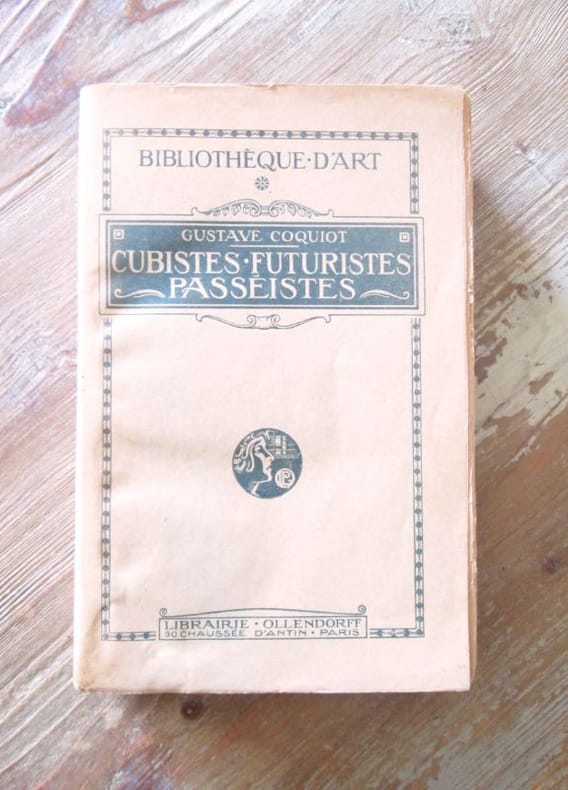 BIBLIOTHÈQUE·D'ART
GUSTAVE COQUIOT
CUBISTES·FUTURISTES
PASSÉISTES
LIBRAIRIE · OLLENDORFF
50 CHAUSSÉE D'ANTIN · PARIS